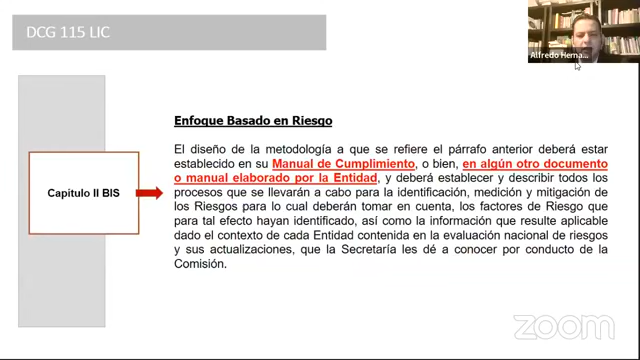 DCG 115 LIC
Alfredo Herna...
Enfoque Basado en Riesgo
El diseño de la metodología a que se refiere el párrafo anterior deberá estar
establecido en su Manual de Cumplimiento, o bien, en algún otro documento
o manual elaborado por la Entidad, y deberá establecer y describir todos los
procesos que se llevarán a cabo para la identificación, medición y mitigación de
los Riesgos para lo cual deberán tomar en cuenta, los factores de Riesgo que
para tal efecto hayan identificado, así como la información que resulte aplicable
dado el contexto de cada Entidad contenida en la evaluación nacional de riesgos
y sus actualizaciones, que la Secretaría les dé a conocer por conducto de la
Comisión.
Capitulo II BIS
zoom